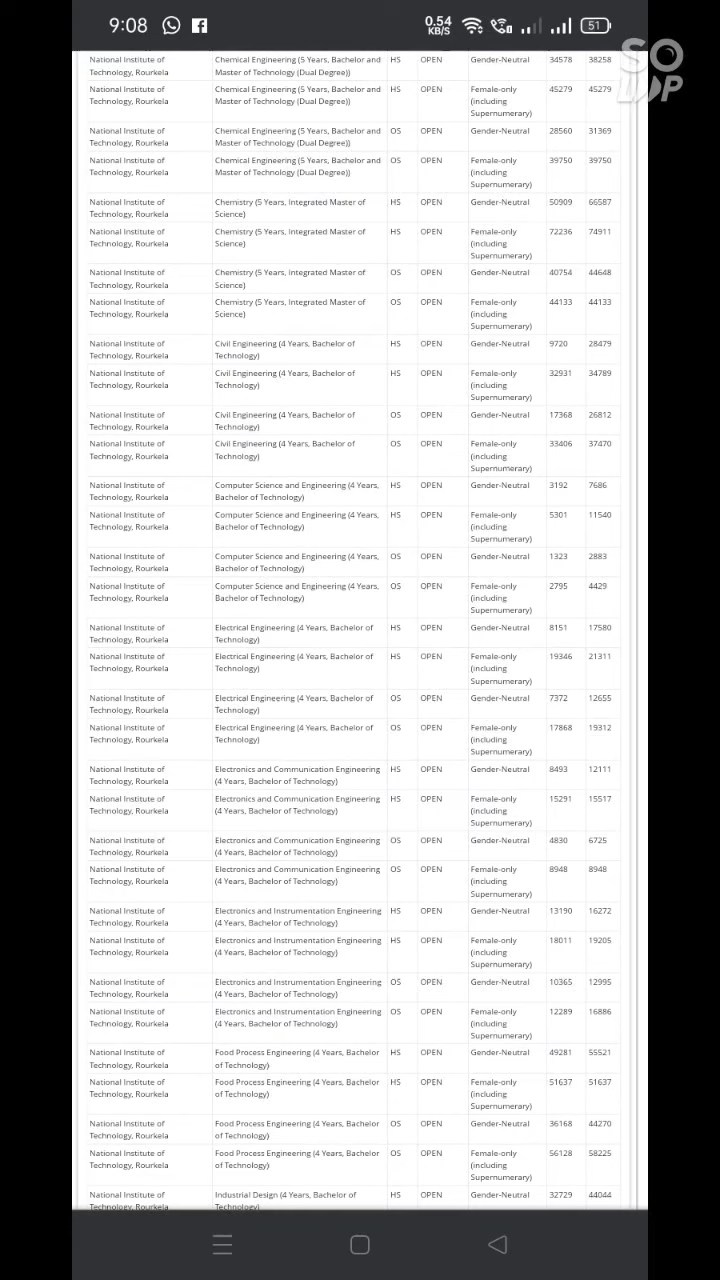 9:08
0.54
KB/S
51
SO
National Institute of Chemical Engineering (5 Years, Bachelor and HS OPEN Gender-Neutral 34578 38258
Technology, Rourkela Master of Technology (Dual Degree))
National Institute of Chemical Engineering (5 Years, Bachelor and HS OPEN Female-only 45279 45279
Technology, Rourkela Master of Technology (Dual Degree)) (including
Supernumerary)
National Institute of Chemical Engineering (5 Years, Bachelor and OS OPEN Gender-Neutral 28560 31369
Technology, Rourkela Master of Technology (Dual Degree))
National Institute of Chemical Engineering (5 Years, Bachelor and OS OPEN Female-only 39750 39750
Technology, Rourkela Master of Technology (Dual Degree)) (including
Supernumerary)
National Institute of Chemistry (5 Years, Integrated Master of HS OPEN Gender-Neutral 50909 66587
Technology, Rourkela Science)
National Institute of Chemistry (5 Years, Integrated Master of HS OPEN Female-only 72236 74911
Technology, Rourkela Science) (including
Supernumerary)
National Institute of Chemistry (5 Years, Integrated Master of OS OPEN Gender-Neutral 40754 44648
Technology, Rourkela Science)
National Institute of Chemistry (5 Years, Integrated Master of OS OPEN Female-only 44133 44133
Technology, Rourkela Science) (including
Supernumerary)
National Institute of Civil Engineering (4 Years, Bachelor of HS OPEN Gender-Neutral 9720 28479
Technology, Rourkela Technology)
National Institute of Civil Engineering (4 Years, Bachelor of HS OPEN Female-only 32931 34789
Technology, Rourkela Technology) (including
Supernumerary)
National Institute of Civil Engineering (4 Years, Bachelor of OS OPEN Gender-Neutral 17368 26812
Technology, Rourkela Technology)
National Institute of Civil Engineering (4 Years, Bachelor of OS OPEN Female-only 33406 37470
Technology, Rourkela Technology) (including
Supernumerary)
National Institute of Computer Science and Engineering (4 Years, HS OPEN Gender-Neutral 3192 7686
Technology, Rourkela Bachelor of Technology)
National Institute of Computer Science and Engineering (4 Years, HS OPEN Female-only 5301 11540
Technology, Rourkela Bachelor of Technology) (including
Supernumerary)
National Institute of Computer Science and Engineering (4 Years, OS OPEN Gender-Neutral 1323 2883
Technology, Rourkela Bachelor of Technology)
National Institute of Computer Science and Engineering (4 Years, OS OPEN Female-only 2795 4429
Technology, Rourkela Bachelor of Technology) (including
Supernumerary)
National Institute of Electrical Engineering (4 Years, Bachelor of HS OPEN Gender-Neutral 8151 17580
Technology, Rourkela Technology)
National Institute of Electrical Engineering (4 Years, Bachelor of HS OPEN Female-only 19346 21311
Technology, Rourkela Technology) (including
Supernumerary)
National Institute of Electrical Engineering (4 Years, Bachelor of OS OPEN Gender-Neutral 7372 12655
Technology, Rourkela Technology)
National Institute of Electrical Engineering (4 Years, Bachelor of OS OPEN Female-only 17868 19312
Technology, Rourkela Technology) (including
Supernumerary)
National Institute of Electronics and Communication Engineering HS OPEN Gender-Neutral 8493 12111
Technology, Rourkela (4 Years, Bachelor of Technology)
National Institute of Electronics and Communication Engineering HS OPEN Female-only 15291 15517
Technology, Rourkela (4 Years, Bachelor of Technology) (including
Supernumerary)
National Institute of Electronics and Communication Engineering OS OPEN Gender-Neutral 4830 6725
Technology, Rourkela (4 Years, Bachelor of Technology)
National Institute of Electronics and Communication Engineering OS OPEN Female-only 8948 8948
Technology, Rourkela (4 Years, Bachelor of Technology) (including
Supernumerary)
National Institute of Electronics and Instrumentation Engineering HS OPEN Gender-Neutral 13190 16272
Technology, Rourkela (4 Years, Bachelor of Technology)
National Institute of Electronics and Instrumentation Engineering HS OPEN Female-only 18011 19205
Technology, Rourkela (4 Years, Bachelor of Technology) (including
Supernumerary)
National Institute of Electronics and Instrumentation Engineering OS OPEN Gender-Neutral 10365 12995
Technology, Rourkela (4 Years, Bachelor of Technology)
National Institute of Electronics and Instrumentation Engineering OS OPEN Female-only 12289 16886
Technology, Rourkela (4 Years, Bachelor of Technology) (including
Supernumerary)
National Institute of Food Process Engineering (4 Years, Bachelor HS OPEN Gender-Neutral 49281 55521
Technology, Rourkela of Technology)
National Institute of Food Process Engineering (4 Years, Bachelor HS OPEN Female-only 51637 51637
Technology, Rourkela of Technology) (including
Supernumerary)
National Institute of Food Process Engineering (4 Years, Bachelor OS OPEN Gender-Neutral 36168 44270
Technology, Rourkela of Technology)
National Institute of Food Process Engineering (4 Years, Bachelor OS OPEN Female-only 56128 58225
Technology, Rourkela of Technology) (including
Supernumerary)
National Institute of Industrial Design (4 Years, Bachelor of HS OPEN Gender-Neutral 32729 44044
Technology, Rourkela Technology)